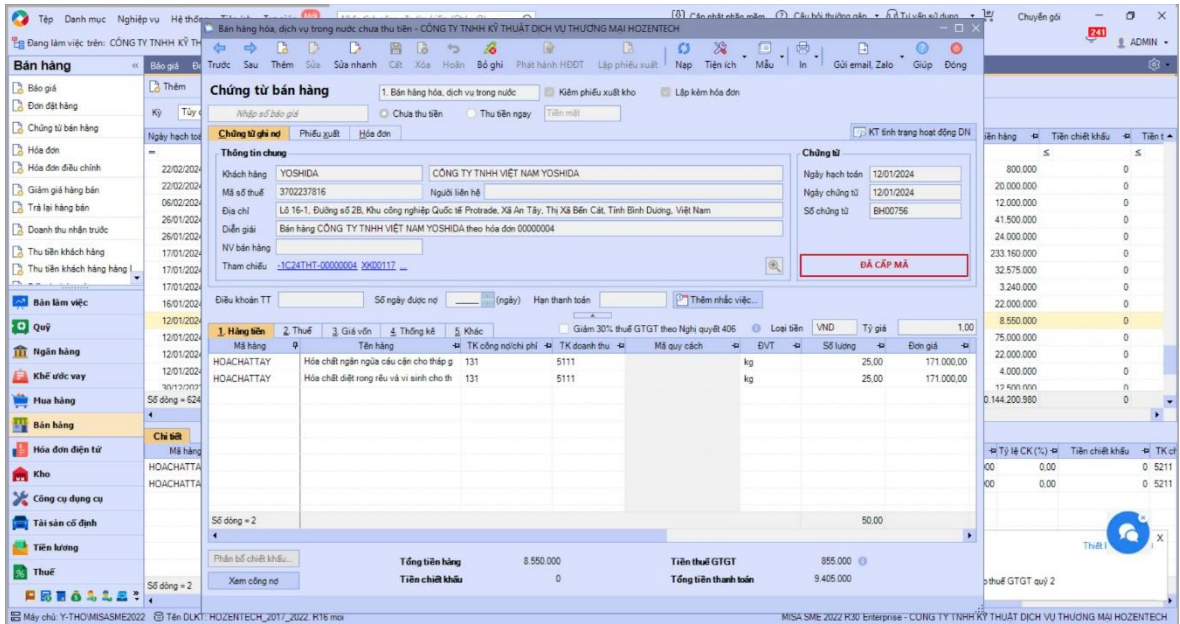 Tệp Danh mục Nghiệp vụ Hệ thống
Cập nhật phần mềm Câu hỏi thường gặp Tư vấn sử dụng Chuyển gói
Đang làm việc trên: CÔNG TY TNHH KỸ TH
241 ADMIN
Bán hàng hóa, dịch vụ trong nước chưa thu tiền - CÔNG TY TNHH KỸ THUẬT DỊCH VỤ THƯƠNG MẠI HOZENTECH
Trước Sau Thêm Sửa Sửa nhanh Cất Xóa Hoãn Bỏ ghi Phát hành HĐĐT Lập phiếu xuất Nạp Tiện ích Mẫu In Gửi email, Zalo Giúp Đóng
Bán hàng
Báo giá
Đơn đặt hàng
Chứng từ bán hàng
Hóa đơn
Hóa đơn điều chỉnh
Giảm giá hàng bán
Trả lại hàng bán
Doanh thu nhận trước
Thu tiền khách hàng
Thu tiền khách hàng hàng l
Bàn làm việc
Quỹ
Ngân hàng
Khế ước vay
Mua hàng
Bán hàng
Hóa đơn điện tử
Kho
Công cụ dụng cụ
Tài sản cố định
Tiền lương
Thuế
Báo giá
Thêm
Kỳ
Ngày hạch toá
=
22/02/2024
22/02/2024
06/02/2024
26/01/2024
26/01/2024
17/01/2024
17/01/2024
17/01/2024
16/01/2024
12/01/2024
12/01/2024
12/01/2024
12/01/2024
Số dòng = 624
Chi tiết
Mã hàng
HOACHATTA
HOACHATTA
Số dòng = 2
Chứng từ bán hàng
1. Bán hàng hóa, dịch vụ trong nước Kiêm phiếu xuất kho Lập kèm hóa đơn
Nhập số báo giá Chưa thu tiền Thu tiền ngay Tiền mặt
Chứng từ ghi nợ Phiếu xuất Hóa đơn KT tình trạng hoạt động DN
Thông tin chung
Khách hàng YOSHIDA CÔNG TY TNHH VIỆT NAM YOSHIDA
Mã số thuế 3702237816 Người liên hệ
Địa chỉ Lô 16-1, Đường số 2B, Khu công nghiệp Quốc tế Protrade, Xã An Tây, Thị Xã Bến Cát, Tỉnh Bình Dương, Việt Nam
Diễn giải Bán hàng CÔNG TY TNHH VIỆT NAM YOSHIDA theo hóa đơn 00000004
NV bán hàng
Tham chiếu -1C24THT-00000004 XK00117 ...
Chứng từ
Ngày hạch toán 12/01/2024
Ngày chứng từ 12/01/2024
Số chứng từ BH00756
ĐÃ CẤP MÃ
Điều khoản TT Số ngày được nợ (ngày) Hạn thanh toán Thêm nhắc việc...
1. Hàng tiền 2. Thuế 3. Giá vốn 4. Thống kê 5. Khác Giảm 30% thuế GTGT theo Nghị quyết 406 Loại tiền VND Tỷ giá 1,00
Mã hàng Tên hàng TK công nợ/chi phí TK doanh thu Mã quy cách ĐVT Số lượng Đơn giá
HOACHATTAY Hóa chất ngăn ngừa cáu cặn cho tháp g 131 5111 kg 25,00 171.000,00
HOACHATTAY Hóa chất diệt rong rêu và vi sinh cho th 131 5111 kg 25,00 171.000,00
Số dòng = 2 50,00
Phân bổ chiết khấu... Tổng tiền hàng 8.550.000 Tiền thuế GTGT 855.000
Xem công nợ Tiền chiết khấu 0 Tổng tiền thanh toán 9.405.000
iền hàng Tiền chiết khấu Tiền t
≤ ≤
800.000 0
20.000.000 0
12.000.000 0
41.500.000 0
24.000.000 0
233.160.000 0
32.575.000 0
3.240.000 0
22.000.000 0
8.550.000 0
75.000.000 0
22.000.000 0
4.000.000 0
12.500.000 0
0.144.200.980 0
Tỷ lệ CK (%) Tiền chiết khấu TK ch
00 0,00 0 5211
00 0,00 0 5211
thuế GTGT quý 2
Máy chủ: Y-THO\MISASME2022 Tên DLKT: HOZENTECH_2017_2022. R16 moi MISA SME 2022 R30 Enterprise - CÔNG TY TNHH KỸ THUẬT DỊCH VỤ THƯƠNG MẠI HOZENTECH